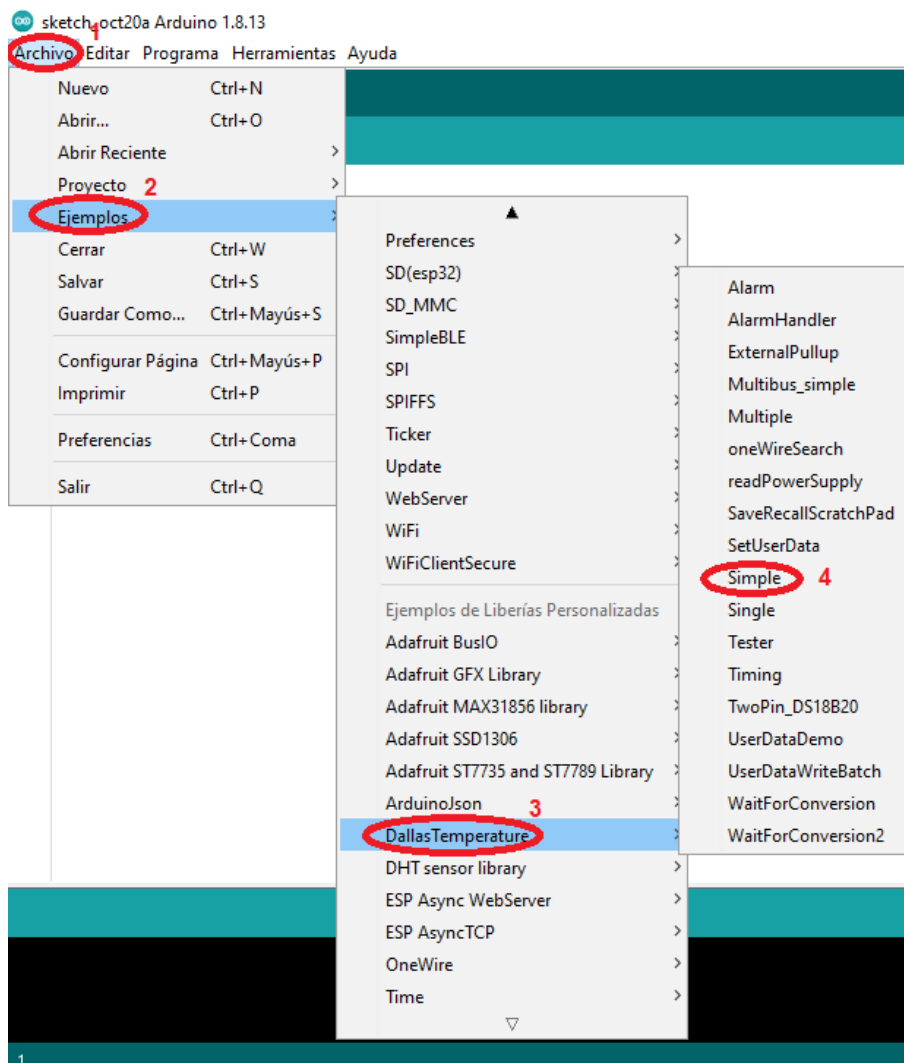 sketch_oct20a Arduino 1.8.13
1
Archivo Editar Programa Herramientas Ayuda
Nuevo Ctrl+N
Abrir... Ctrl+O
Abrir Reciente
Proyecto 2
Ejemplos
Cerrar Ctrl+W
Salvar Ctrl+S
Guardar Como... Ctrl+Mayús+S
Configurar Página Ctrl+Mayús+P
Imprimir Ctrl+P
Preferencias Ctrl+Coma
Salir Ctrl+Q
Preferences
SD(esp32)
SD_MMC
SimpleBLE
SPI
SPIFFS
Ticker
Update
WebServer
WiFi
WiFiClientSecure
Ejemplos de Liberías Personalizadas
Adafruit BusIO
Adafruit GFX Library
Adafruit MAX31856 library
Adafruit SSD1306
Adafruit ST7735 and ST7789 Library
ArduinoJson
3
DallasTemperature
DHT sensor library
ESP Async WebServer
ESP AsyncTCP
OneWire
Time
Alarm
AlarmHandler
ExternalPullup
Multibus_simple
Multiple
oneWireSearch
readPowerSupply
SaveRecallScratchPad
SetUserData
Simple 4
Single
Tester
Timing
TwoPin_DS18B20
UserDataDemo
UserDataWriteBatch
WaitForConversion
WaitForConversion2
1